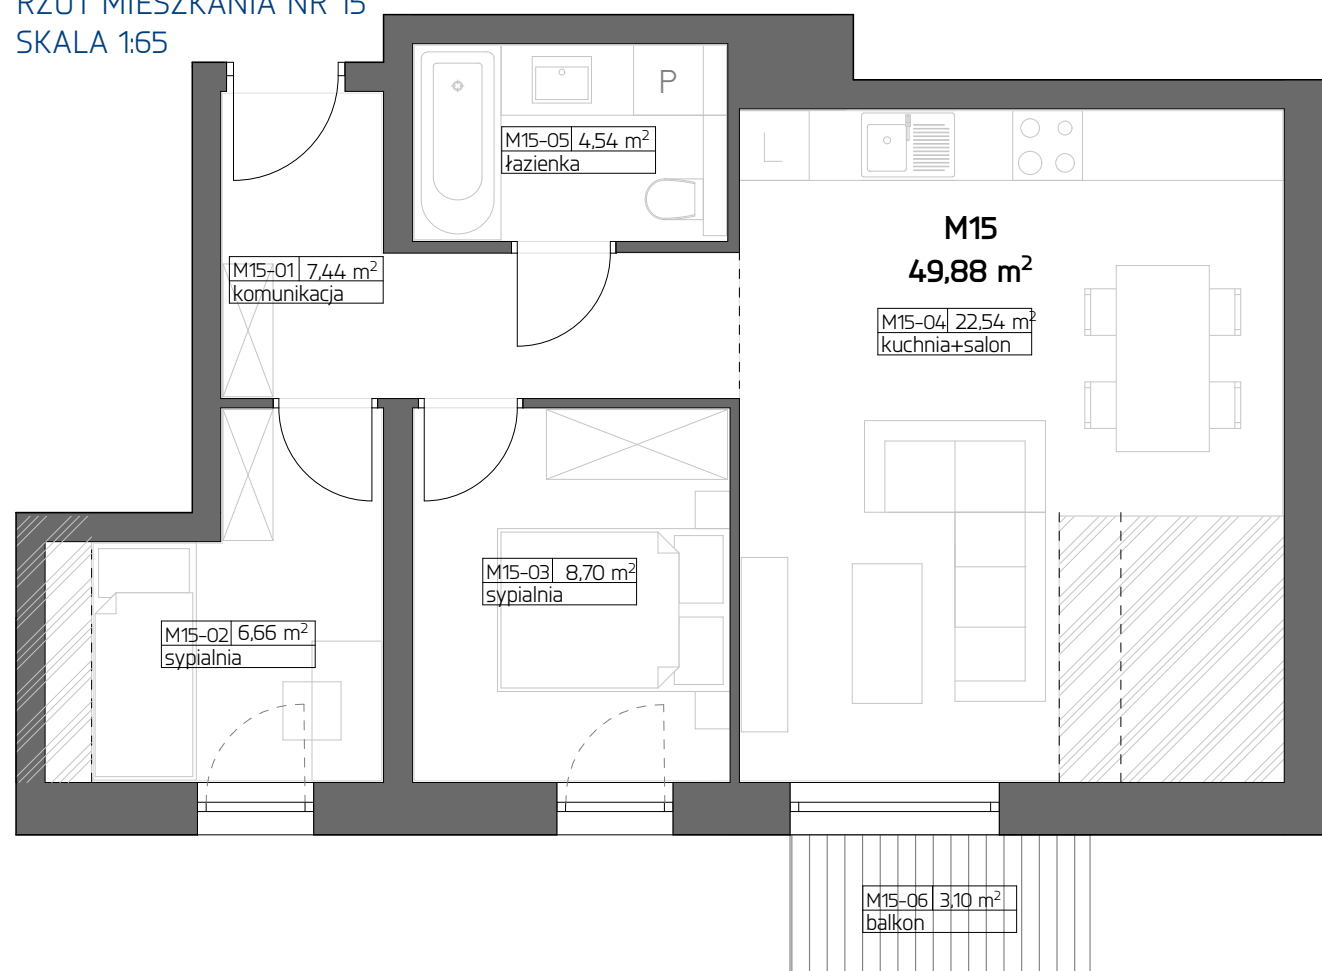 RZUT MIESZKANIA NR 15
SKALA 1:65
P
M15-05 4,54 m²
łazienka
L
M15
49,88 m²
M15-01 7,44 m²
komunikacja
M15-04 22,54 m²
kuchnia+salon
M15-03 8,70 m²
sypialnia
M15-02 6,66 m²
sypialnia
M15-06 3,10 m²
balkon